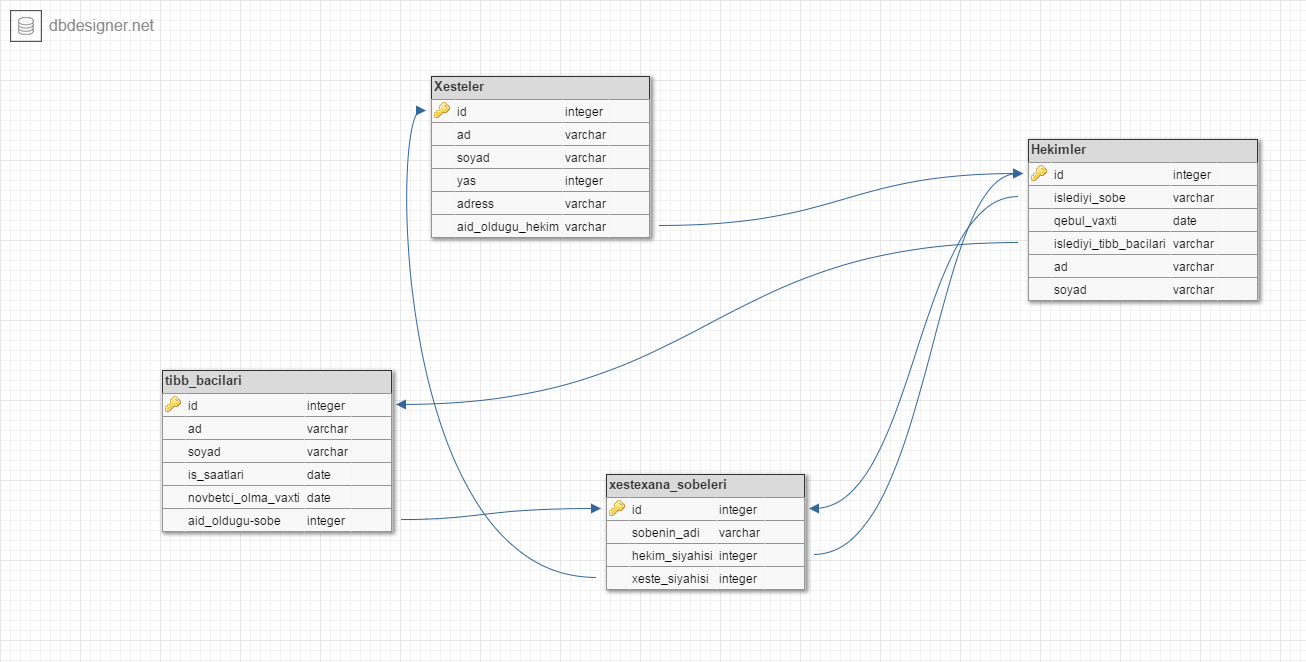 dbdesigner.net
Xesteler
id integer
ad varchar
soyad varchar
yas integer
adress varchar
aid_oldugu_hekim varchar
Hekimler
id integer
islediyi_sobe varchar
qebul_vaxti date
islediyi_tibb_bacilari varchar
ad varchar
soyad varchar
tibb_bacilari
id integer
ad varchar
soyad varchar
is_saatlari date
novbetci_olma_vaxti date
aid_oldugu-sobe integer
xestexana_sobeleri
id integer
sobenin_adi varchar
hekim_siyahisi integer
xeste_siyahisi integer